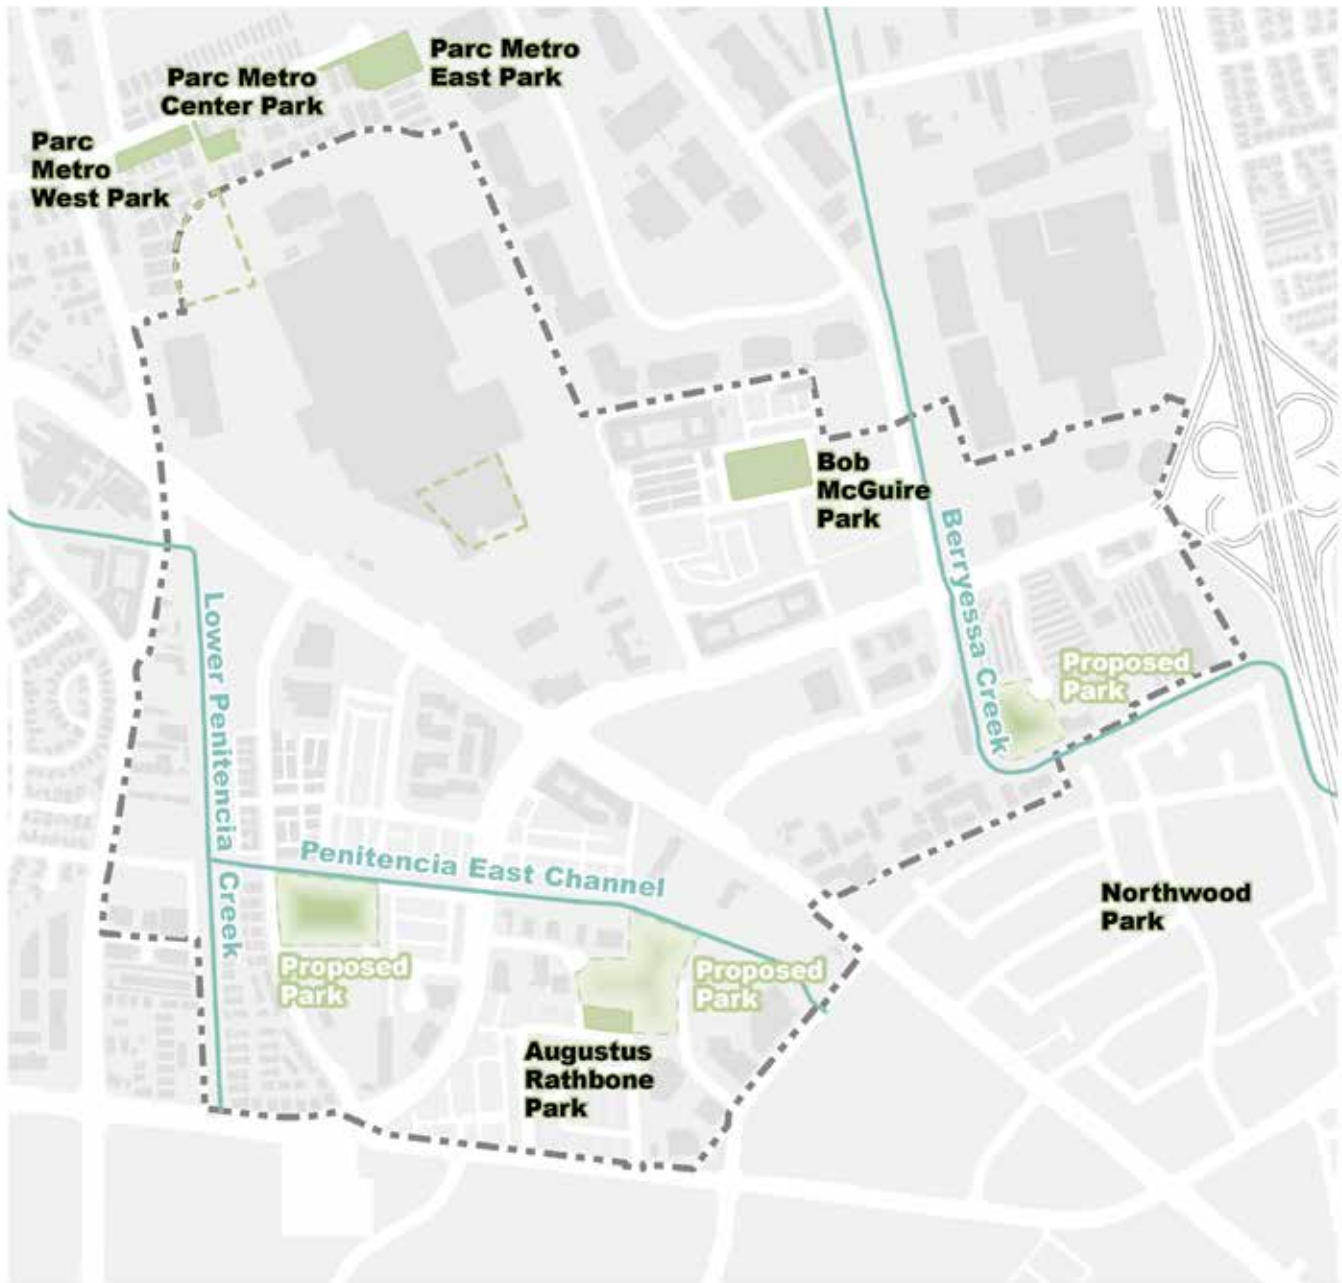 Parc Metro
East Park
Parc Metro
Center Park
Parc
Metro
West Park
Bob
McGuire
Park
Berryessa Creek
Lower Penitencia Creek
Proposed
Park
Penitencia East Channel
Northwood
Park
Proposed
Park
Proposed
Park
Augustus
Rathbone
Park